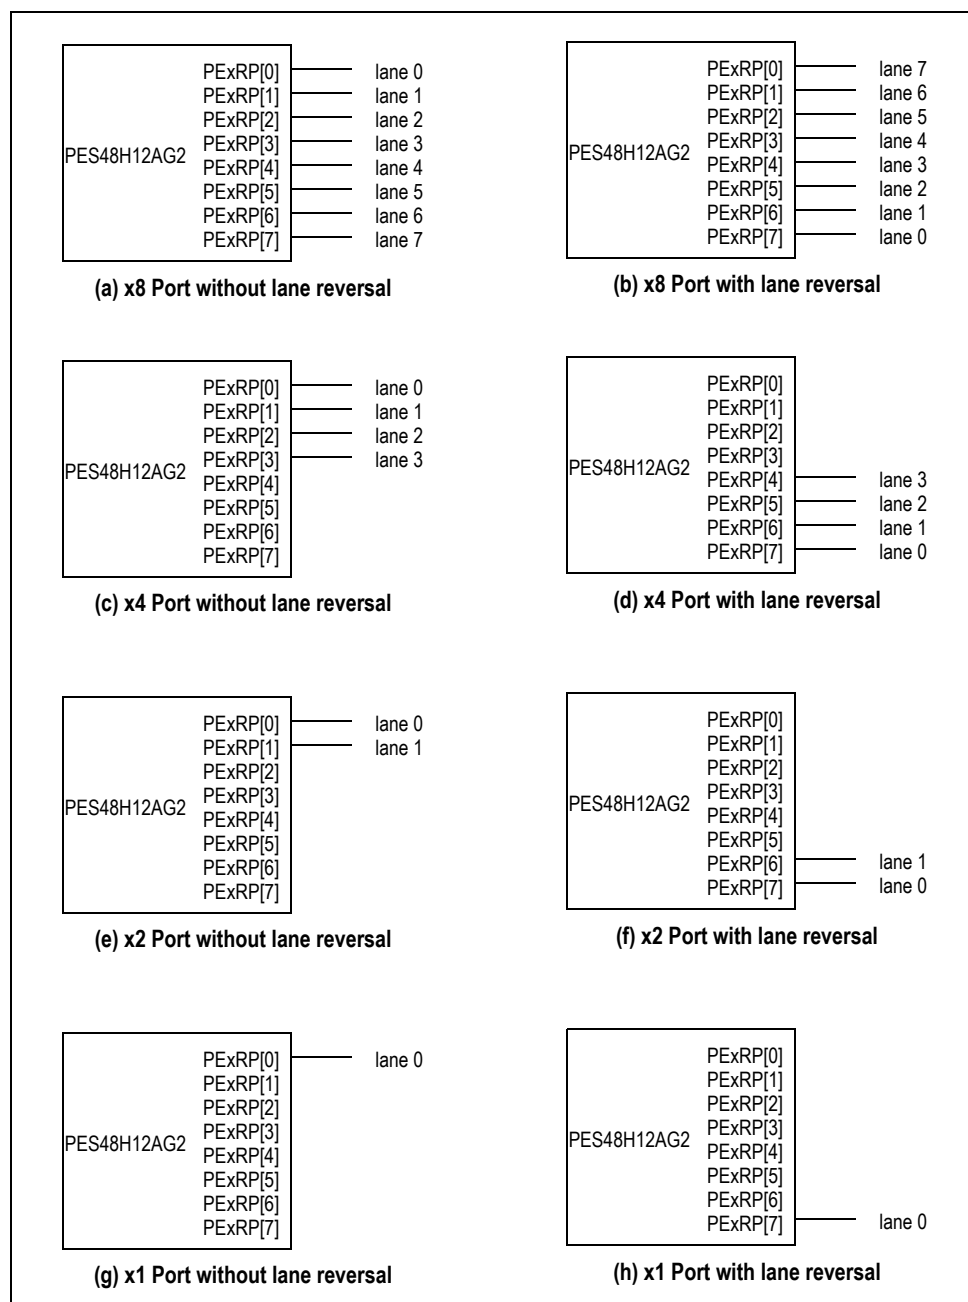 PES48H12AG2
PExRP[0] lane 0
PExRP[1] lane 1
PExRP[2] lane 2
PExRP[3] lane 3
PExRP[4] lane 4
PExRP[5] lane 5
PExRP[6] lane 6
PExRP[7] lane 7
(a) x8 Port without lane reversal
PES48H12AG2
PExRP[0] lane 7
PExRP[1] lane 6
PExRP[2] lane 5
PExRP[3] lane 4
PExRP[4] lane 3
PExRP[5] lane 2
PExRP[6] lane 1
PExRP[7] lane 0
(b) x8 Port with lane reversal
PES48H12AG2
PExRP[0] lane 0
PExRP[1] lane 1
PExRP[2] lane 2
PExRP[3] lane 3
PExRP[4]
PExRP[5]
PExRP[6]
PExRP[7]
(c) x4 Port without lane reversal
PES48H12AG2
PExRP[0]
PExRP[1]
PExRP[2]
PExRP[3]
PExRP[4] lane 3
PExRP[5] lane 2
PExRP[6] lane 1
PExRP[7] lane 0
(d) x4 Port with lane reversal
PES48H12AG2
PExRP[0] lane 0
PExRP[1] lane 1
PExRP[2]
PExRP[3]
PExRP[4]
PExRP[5]
PExRP[6]
PExRP[7]
(e) x2 Port without lane reversal
PES48H12AG2
PExRP[0]
PExRP[1]
PExRP[2]
PExRP[3]
PExRP[4]
PExRP[5]
PExRP[6] lane 1
PExRP[7] lane 0
(f) x2 Port with lane reversal
PES48H12AG2
PExRP[0] lane 0
PExRP[1]
PExRP[2]
PExRP[3]
PExRP[4]
PExRP[5]
PExRP[6]
PExRP[7]
(g) x1 Port without lane reversal
PES48H12AG2
PExRP[0]
PExRP[1]
PExRP[2]
PExRP[3]
PExRP[4]
PExRP[5]
PExRP[6]
PExRP[7] lane 0
(h) x1 Port with lane reversal